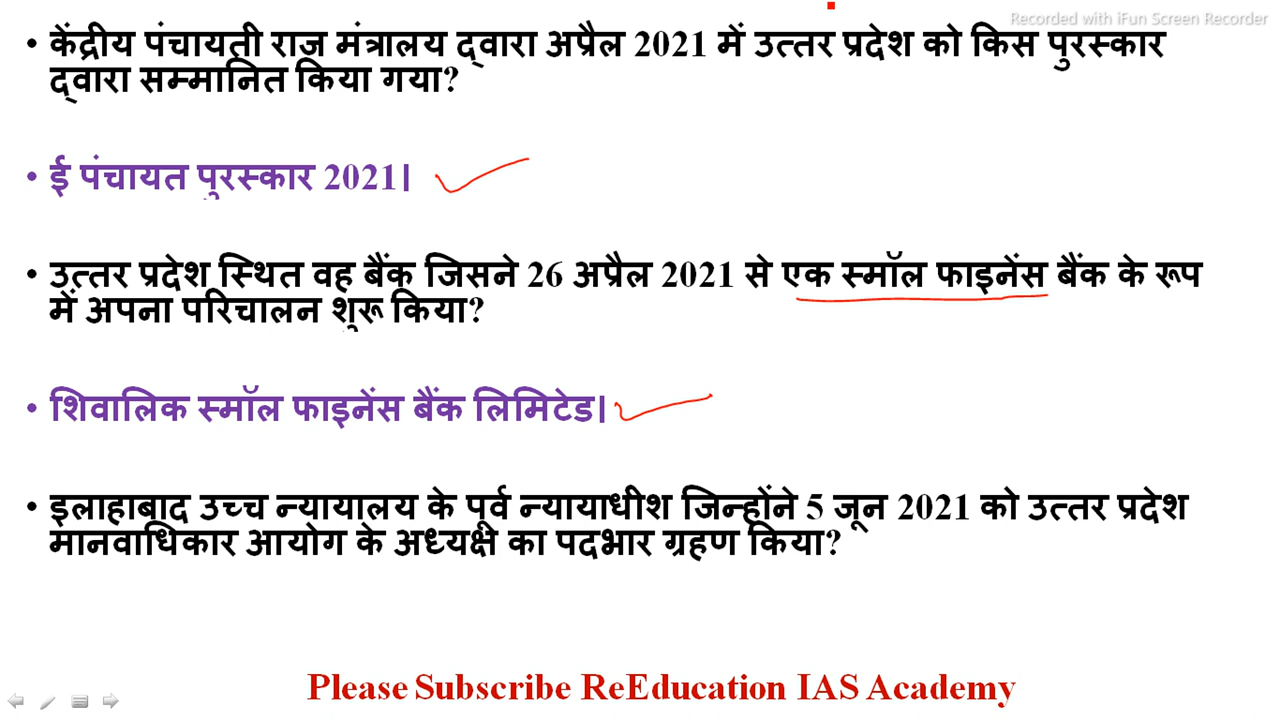 Recorded with iFun Screen Recorder
• केंद्रीय पंचायती राज मंत्रालय द्वारा अप्रैल 2021 में उत्तर प्रदेश को किस पुरस्कार
द्वारा सम्मानित किया गया?
• ई पंचायत पुरस्कार 2021।
• उत्तर प्रदेश स्थित वह बैंक जिसने 26 अप्रैल 2021 से एक स्मॉल फाइनेंस बैंक के रूप
में अपना परिचालन शुरू किया?
• शिवालिक स्मॉल फाइनेंस बैंक लिमिटेड।
• इलाहाबाद उच्च न्यायालय के पूर्व न्यायाधीश जिन्होंने 5 जून 2021 को उत्तर प्रदेश
मानवाधिकार आयोग के अध्यक्ष का पदभार ग्रहण किया?
Please Subscribe ReEducation IAS Academy